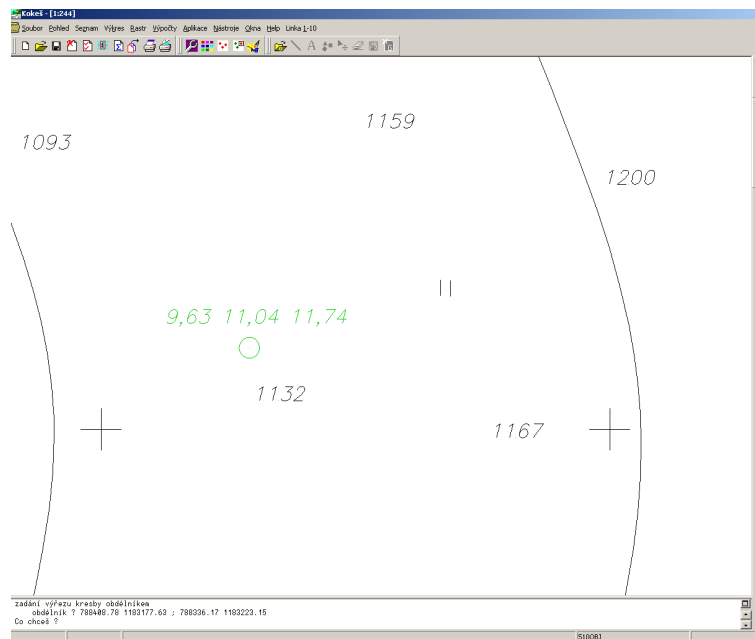 Kokeš - [1:244]
Soubor Pohled Seznam Výkres Rastr Výpočty Aplikace Nástroje Okna Help Linka 1-10
1159
1093
1200
9,63 11,04 11,74
1132
1167
zadání výřezu kresby obdélníkem
obdélník ? 788408.78 1183177.63 ; 788336.17 1183223.15
Co chceš ?
S100BJ